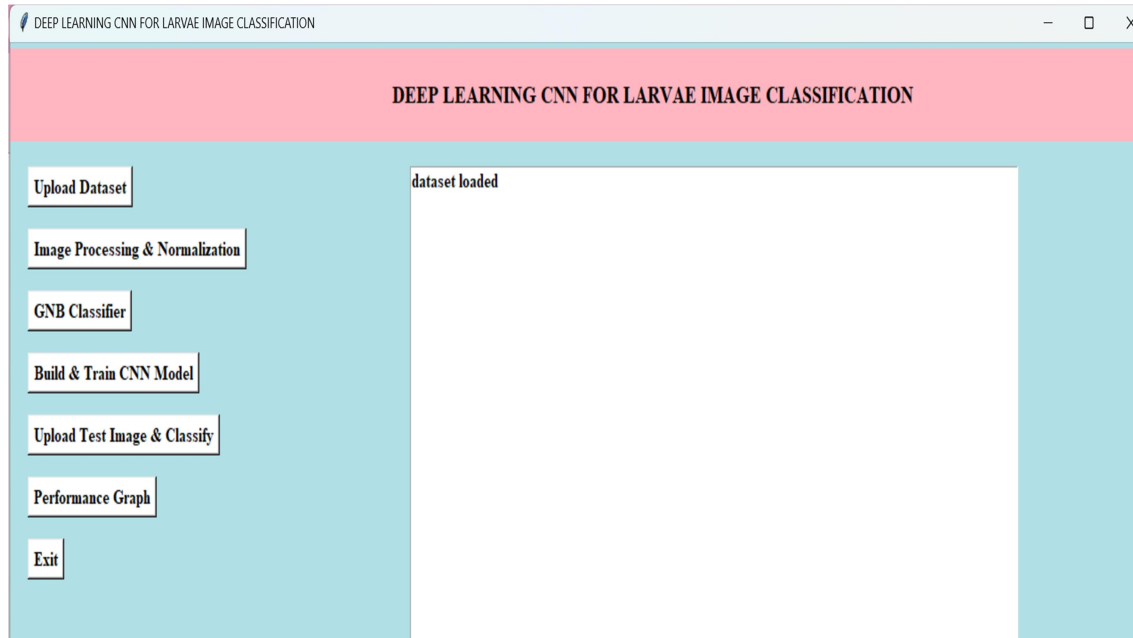 DEEP LEARNING CNN FOR LARVAE IMAGE CLASSIFICATION
DEEP LEARNING CNN FOR LARVAE IMAGE CLASSIFICATION
Upload Dataset
Image Processing & Normalization
GNB Classifier
Build & Train CNN Model
Upload Test Image & Classify
Performance Graph
Exit
dataset loaded